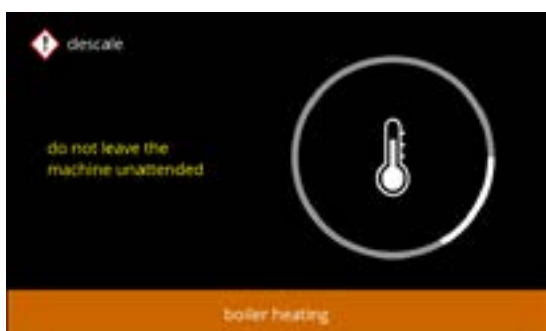 descale
do not leave the
machine unattended
boiler heating